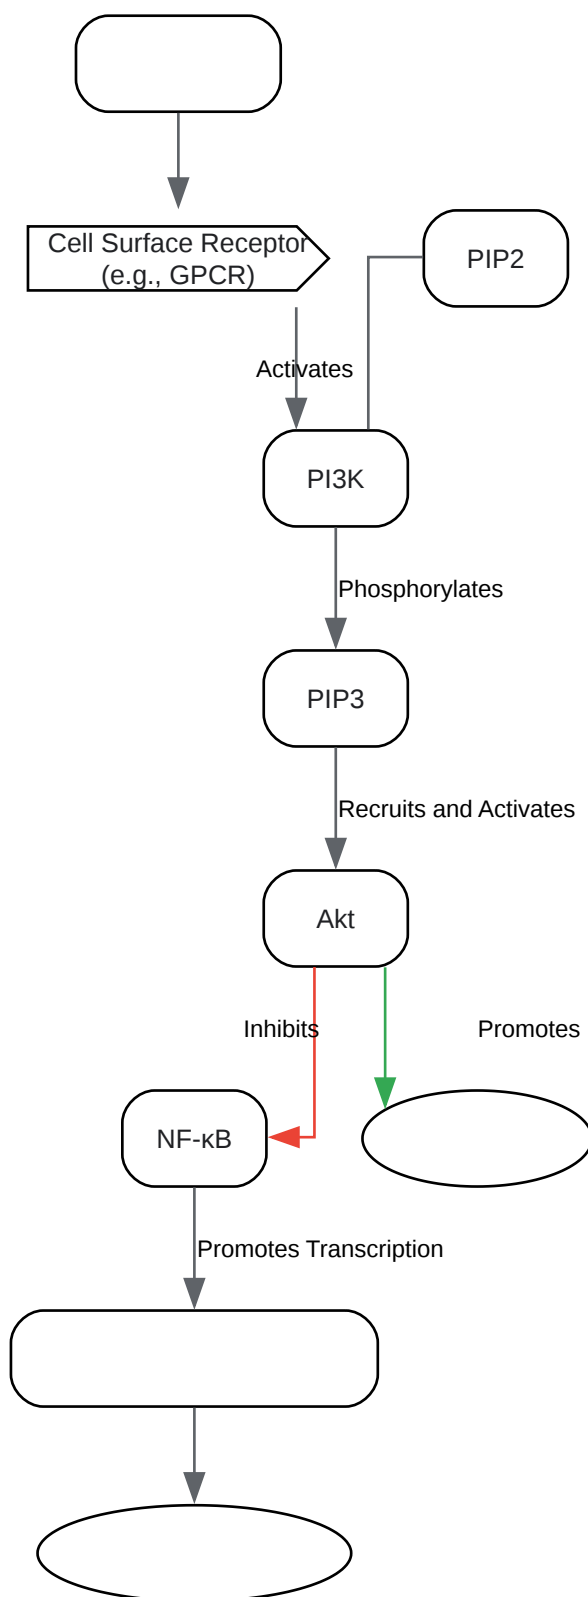 Cell Surface Receptor
(e.g., GPCR)
PIP2
Activates
PI3K
Phosphorylates
PIP3
Recruits and Activates
Akt
Inhibits
Promotes
NF-κB
Promotes Transcription